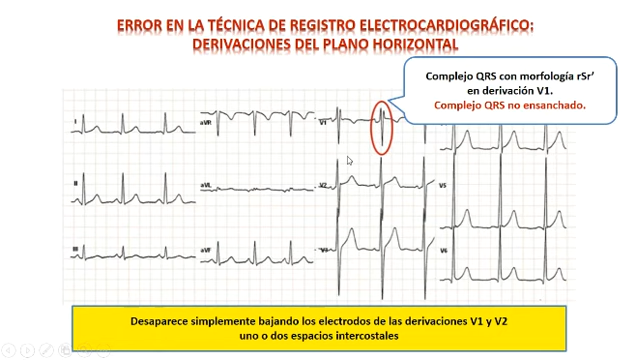 ERROR EN LA TÉCNICA DE REGISTRO ELECTROCARDIOGRÁFICO:
DERIVACIONES DEL PLANO HORIZONTAL
Complejo QRS con morfología rSr’
en derivación V1.
Complejo QRS no ensanchado.
I
aVR
V1
II
aVL
V2
V5
III
aVF
V3
V6
Desaparece simplemente bajando los electrodos de las derivaciones V1 y V2
uno o dos espacios intercostales